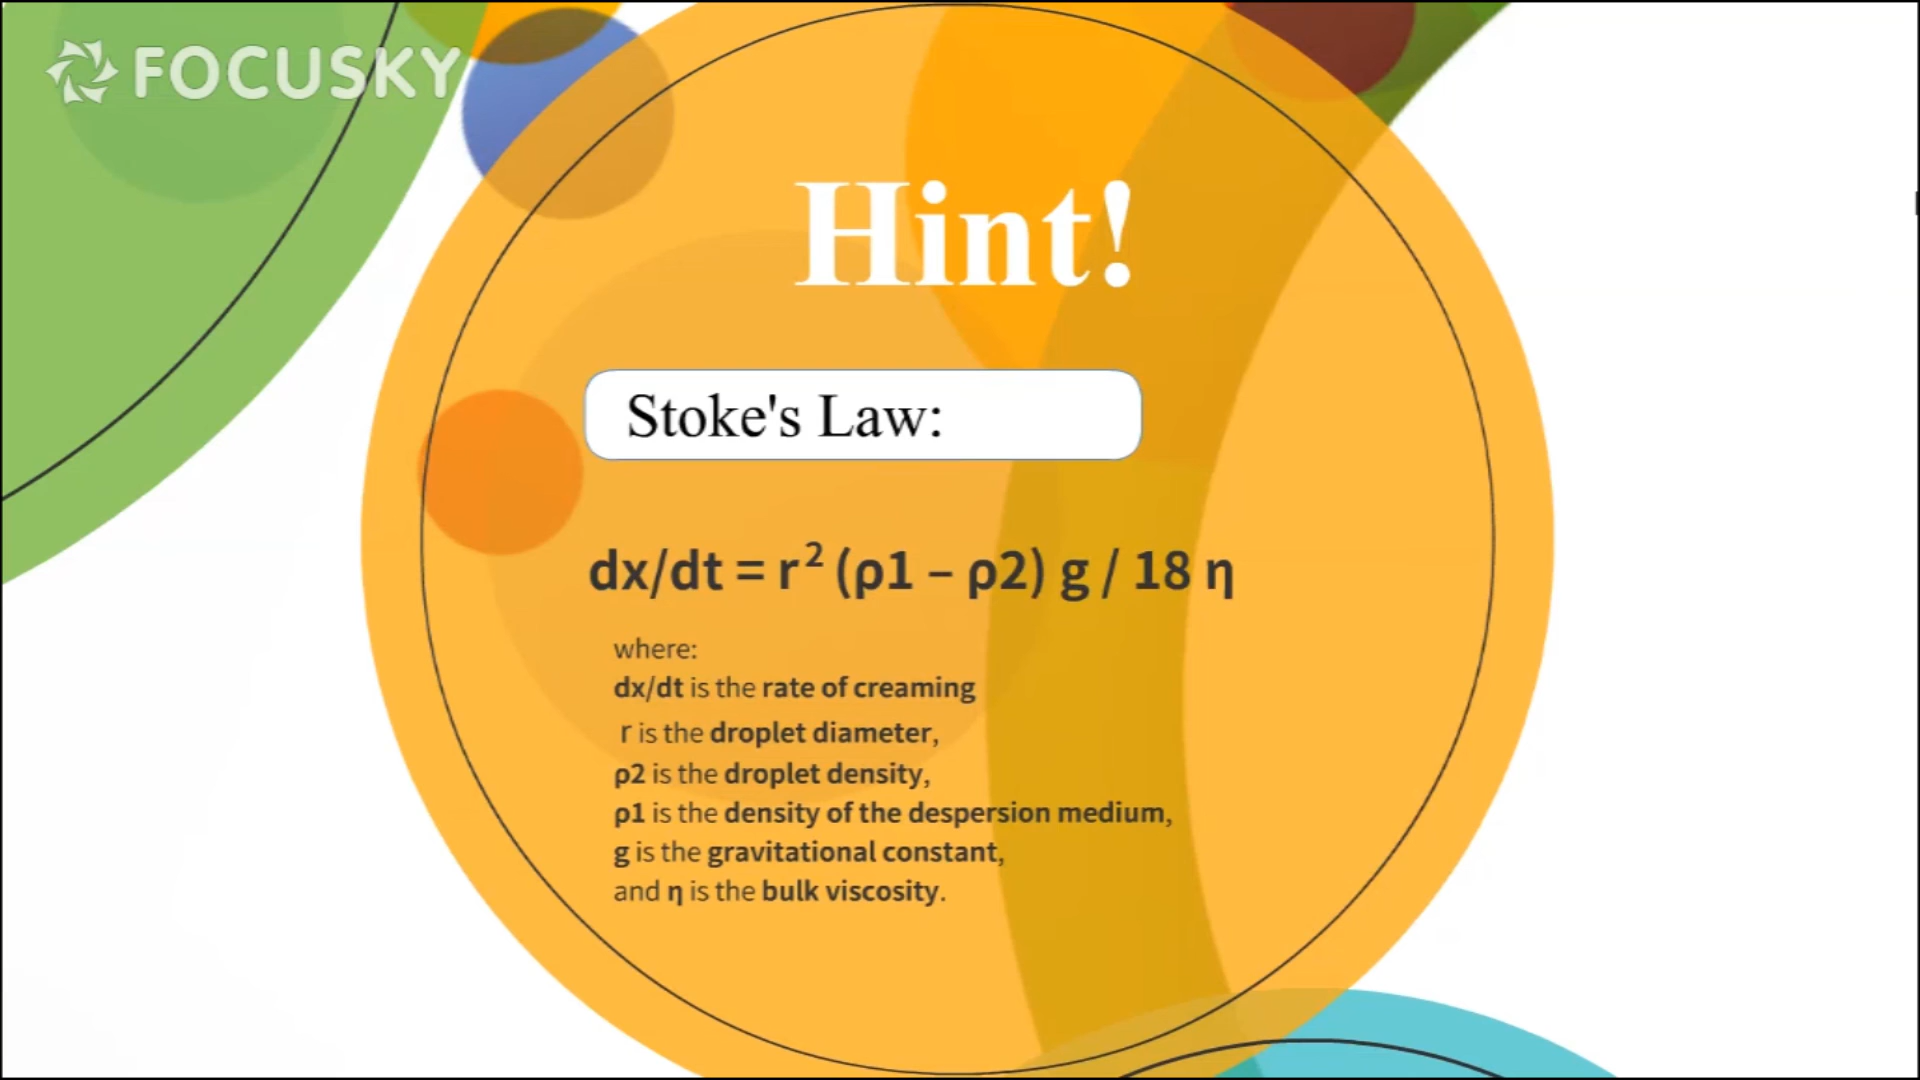 FOCUSKY
Hint!
Stoke's Law:
dx/dt = r² (ρ1 – ρ2) g / 18 η
where:
dx/dt is the rate of creaming
r is the droplet diameter,
ρ2 is the droplet density,
ρ1 is the density of the despersion medium,
g is the gravitational constant,
and η is the bulk viscosity.